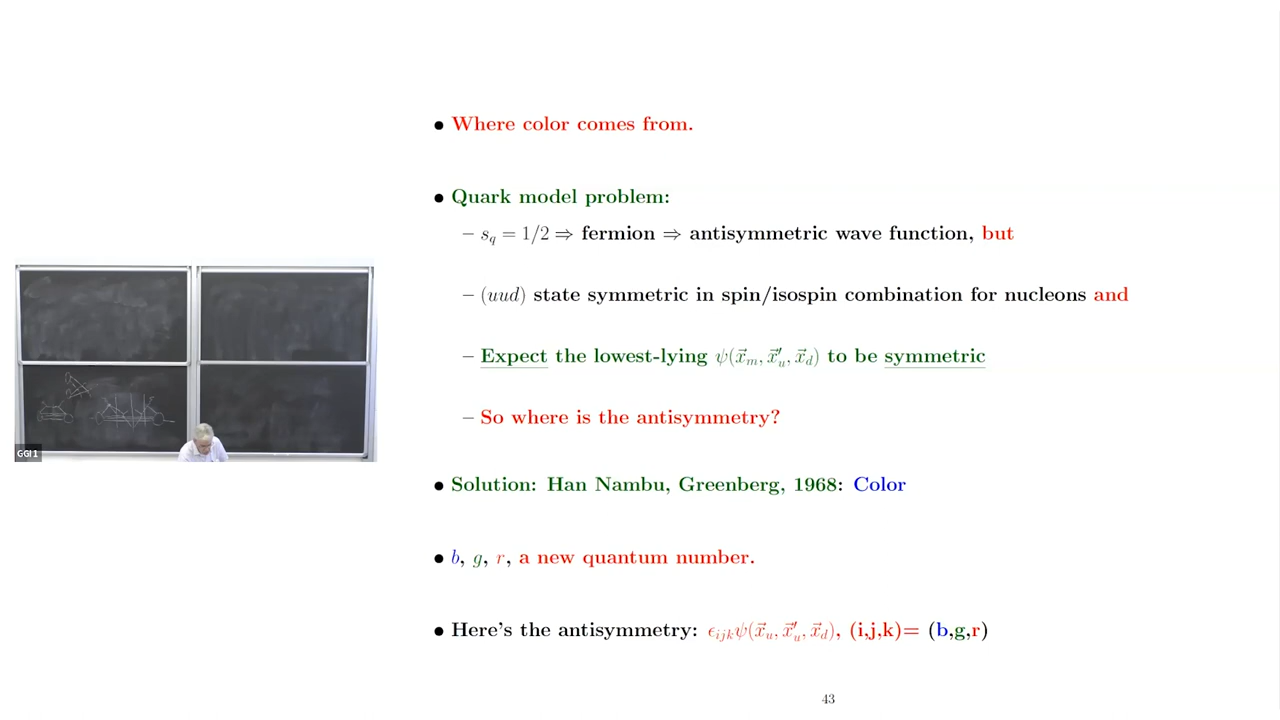 • Where color comes from.
• Quark model problem:
– s_q = 1/2 ⇒ fermion ⇒ antisymmetric wave function, but
– (uud) state symmetric in spin/isospin combination for nucleons and
– Expect the lowest-lying ψ(x⃗_m, x⃗′_u, x⃗_d) to be symmetric
– So where is the antisymmetry?
• Solution: Han Nambu, Greenberg, 1968: Color
• b, g, r, a new quantum number.
• Here's the antisymmetry: ϵ_ijk ψ(x⃗_u, x⃗′_u, x⃗_d), (i,j,k)= (b,g,r)
GGI1
43